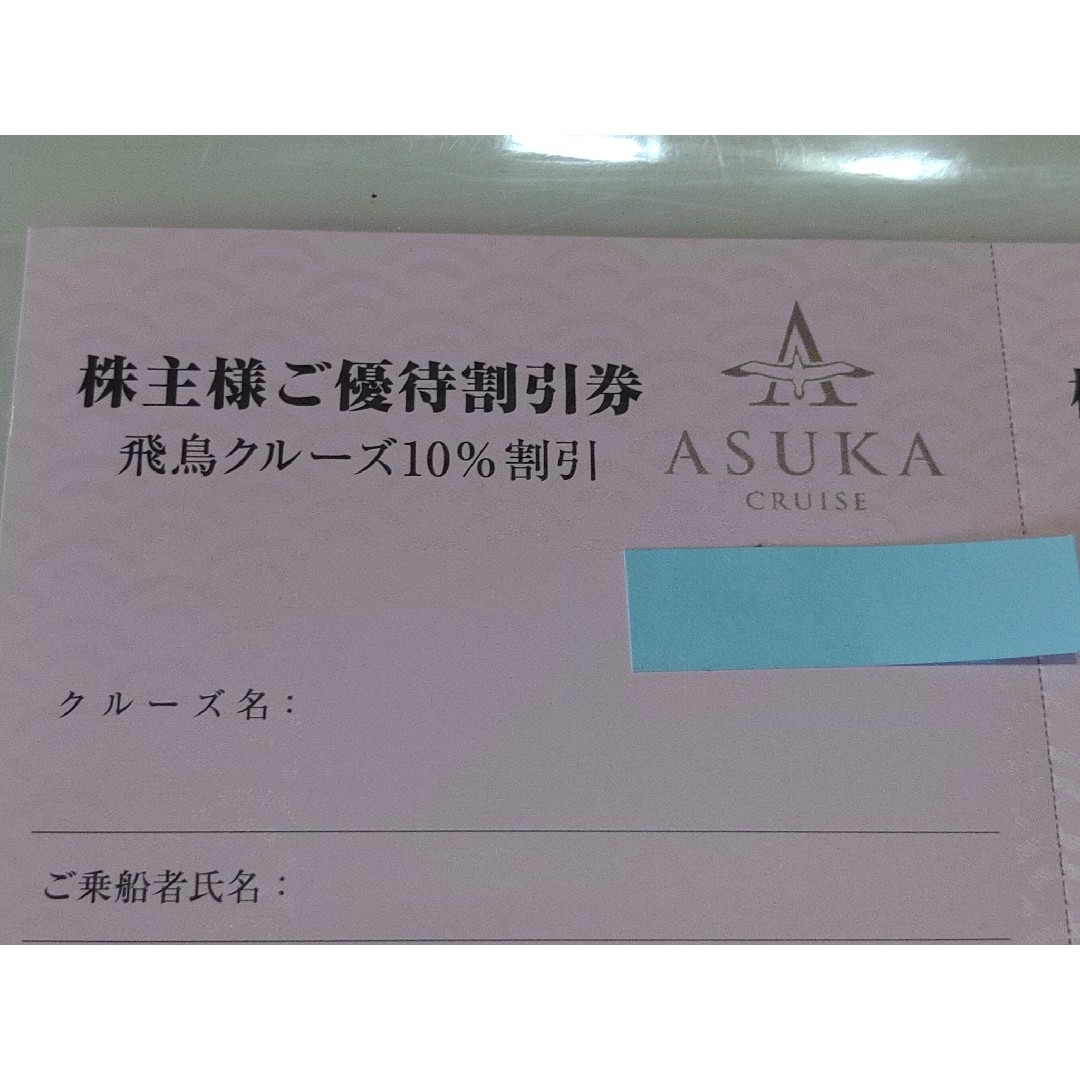 株主様ご優待割引券
飛鳥クルーズ10%割引
ASUKA
CRUISE
クルーズ名：
ご乗船者氏名：